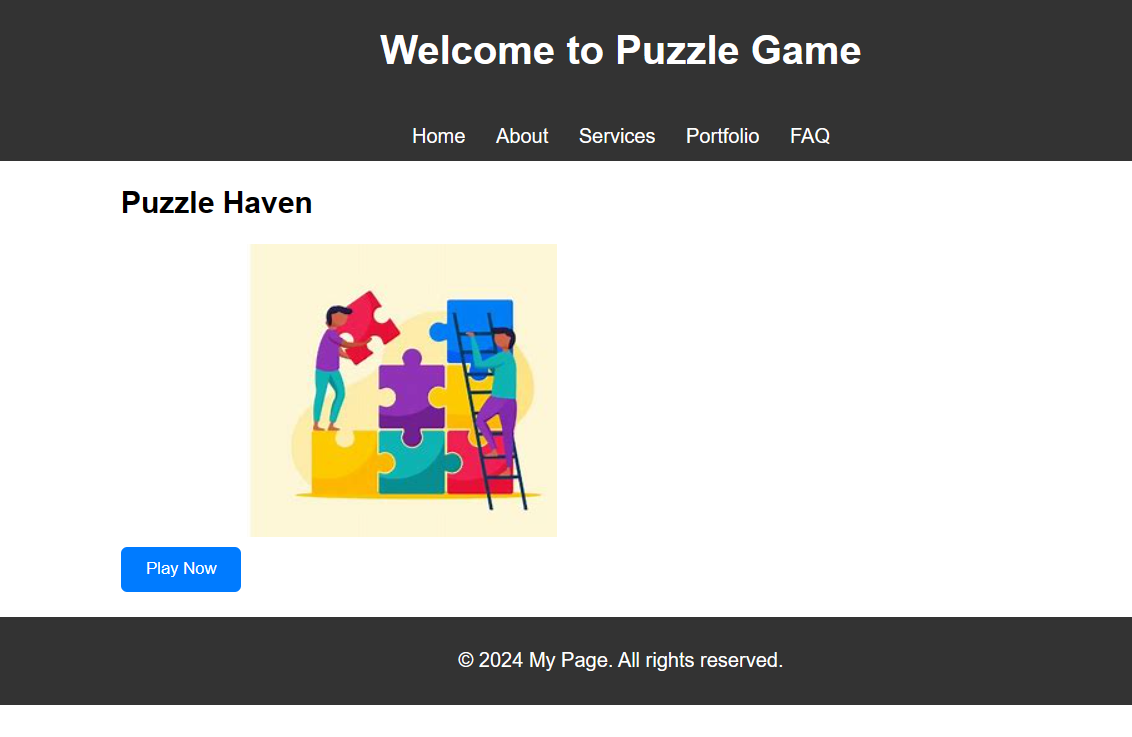 Welcome to Puzzle Game
Home About Services Portfolio FAQ
Puzzle Haven
Play Now
© 2024 My Page. All rights reserved.